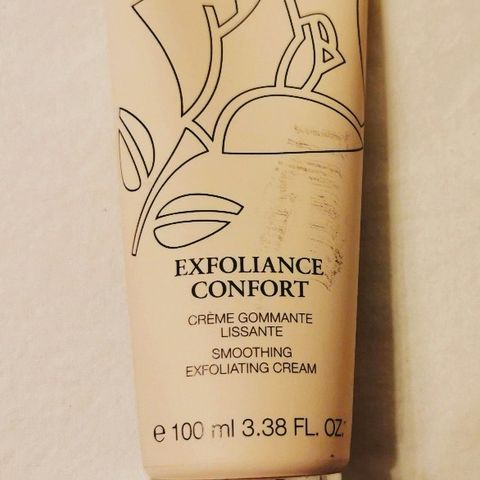 EXFOLIANCE
CONFORT
CRÈME GOMMANTE
LISSANTE
SMOOTHING
EXFOLIATING CREAM
e 100 ml 3.38 FL. OZ.